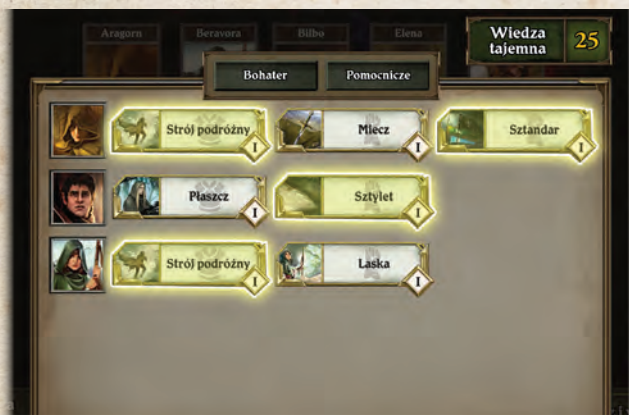 Aragorn Beravora Bilbo Elena
Wiedza
tajemna 25
Bohater Pomocnicze
Strój podróżny I Miecz I Sztandar I
Płaszcz I Sztylet I
Strój podróżny I Laska I